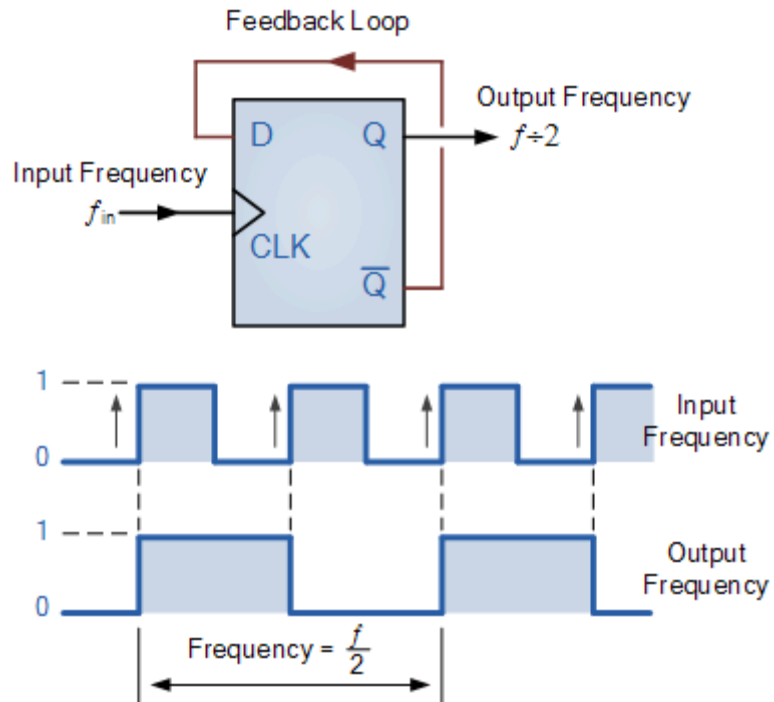 Feedback Loop
Output Frequency
D Q f÷2
Input Frequency
fin
CLK
Q̅
1
0
Input
Frequency
1
0
Output
Frequency
Frequency = f/2